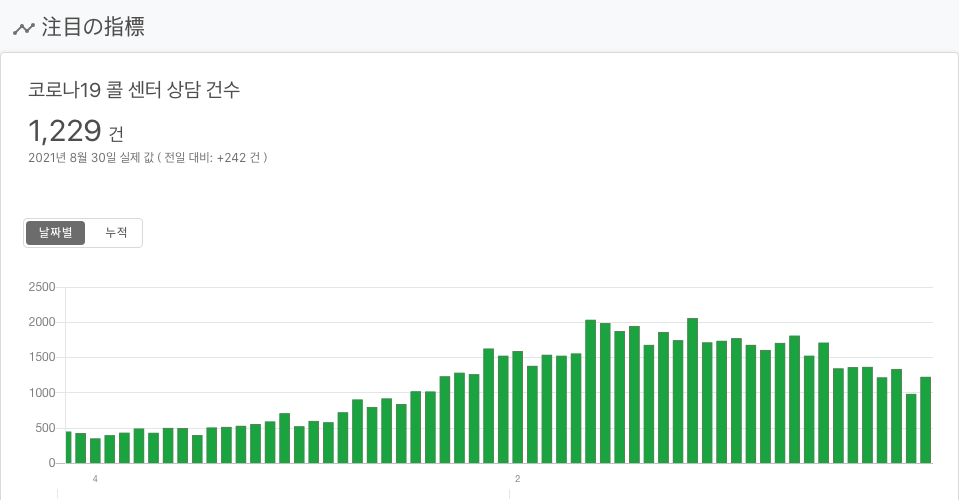 注目の指標
코로나19 콜 센터 상담 건수
1,229 건
2021년 8월 30일 실제 값 ( 전일 대비: +242 건 )
날짜별 누적
2500
2000
1500
1000
500
0
4 2